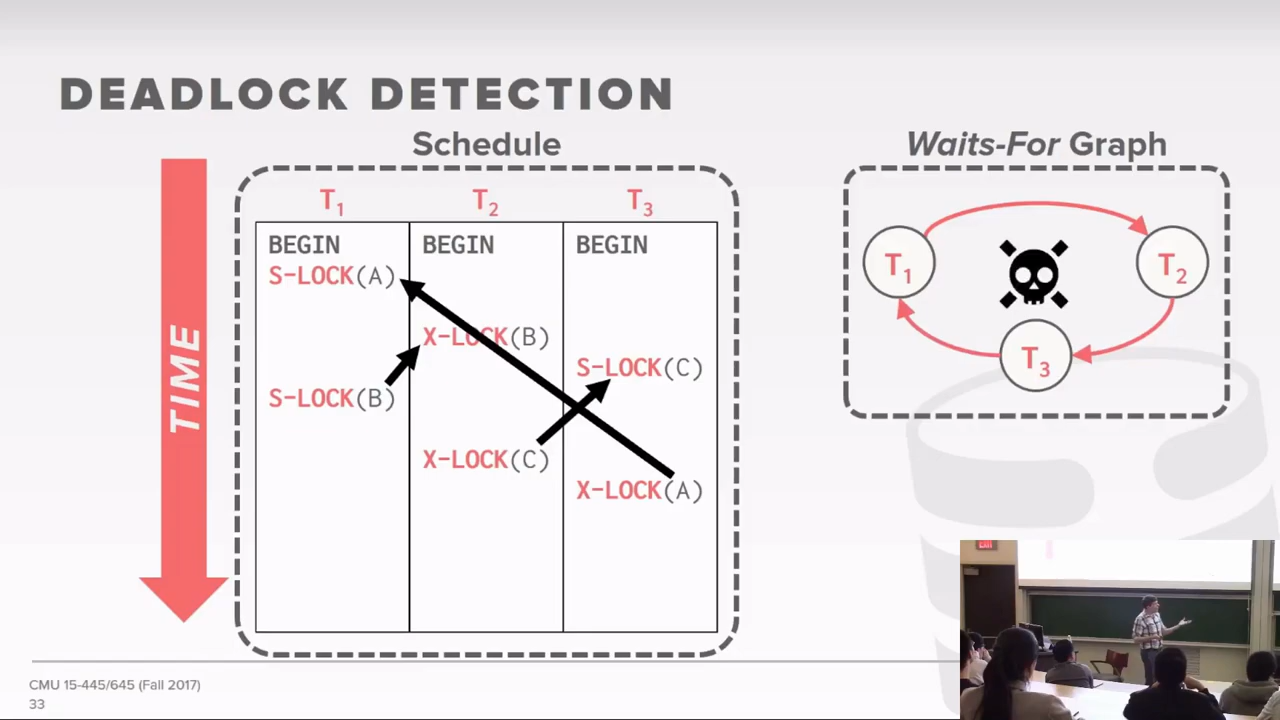 DEADLOCK DETECTION
Schedule
Waits-For Graph
TIME
T1 T2 T3
BEGIN BEGIN BEGIN
S-LOCK(A)
X-LOCK(B)
S-LOCK(C)
S-LOCK(B)
X-LOCK(C)
X-LOCK(A)
T1
T2
T3
CMU 15-445/645 (Fall 2017)
33
EXIT